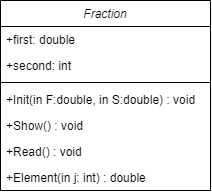 Fraction
+first: double
+second: int
+Init(in F:double, in S:double) : void
+Show() : void
+Read() : void
+Element(in j: int) : double